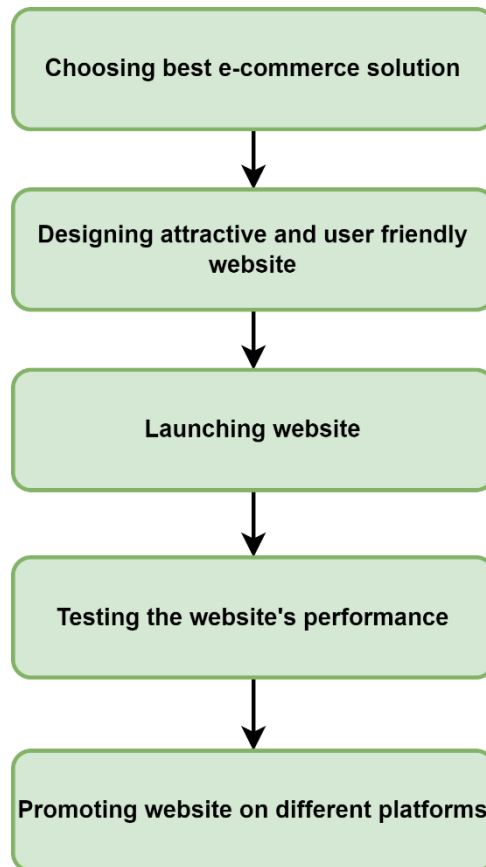 Choosing best e-commerce solution
Designing attractive and user friendly
website
Launching website
Testing the website's performance
Promoting website on different platforms